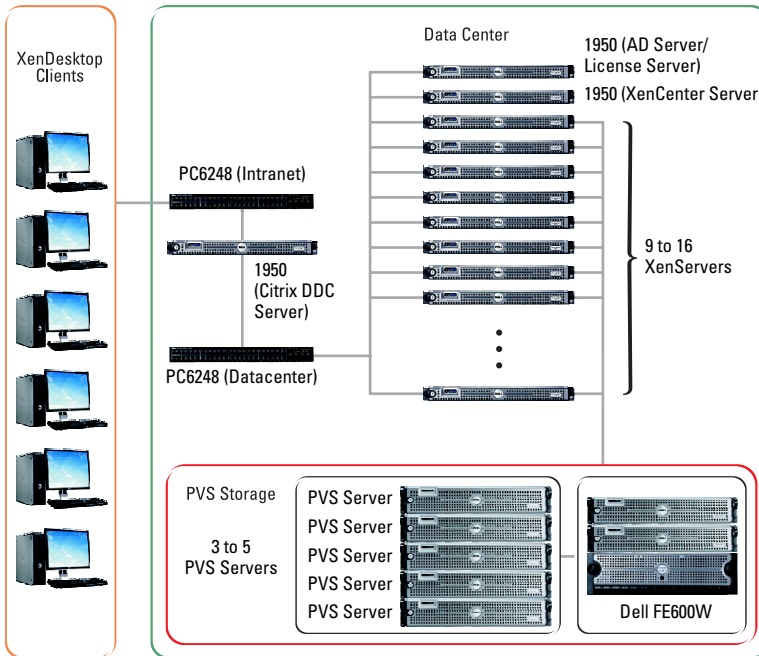 XenDesktop
Clients
Data Center
1950 (AD Server/
License Server)
1950 (XenCenter Server
PC6248 (Intranet)
1950
(Citrix DDC
Server)
PC6248 (Datacenter)
9 to 16
XenServers
PVS Storage
3 to 5
PVS Servers
PVS Server
PVS Server
PVS Server
PVS Server
PVS Server
Dell FE600W